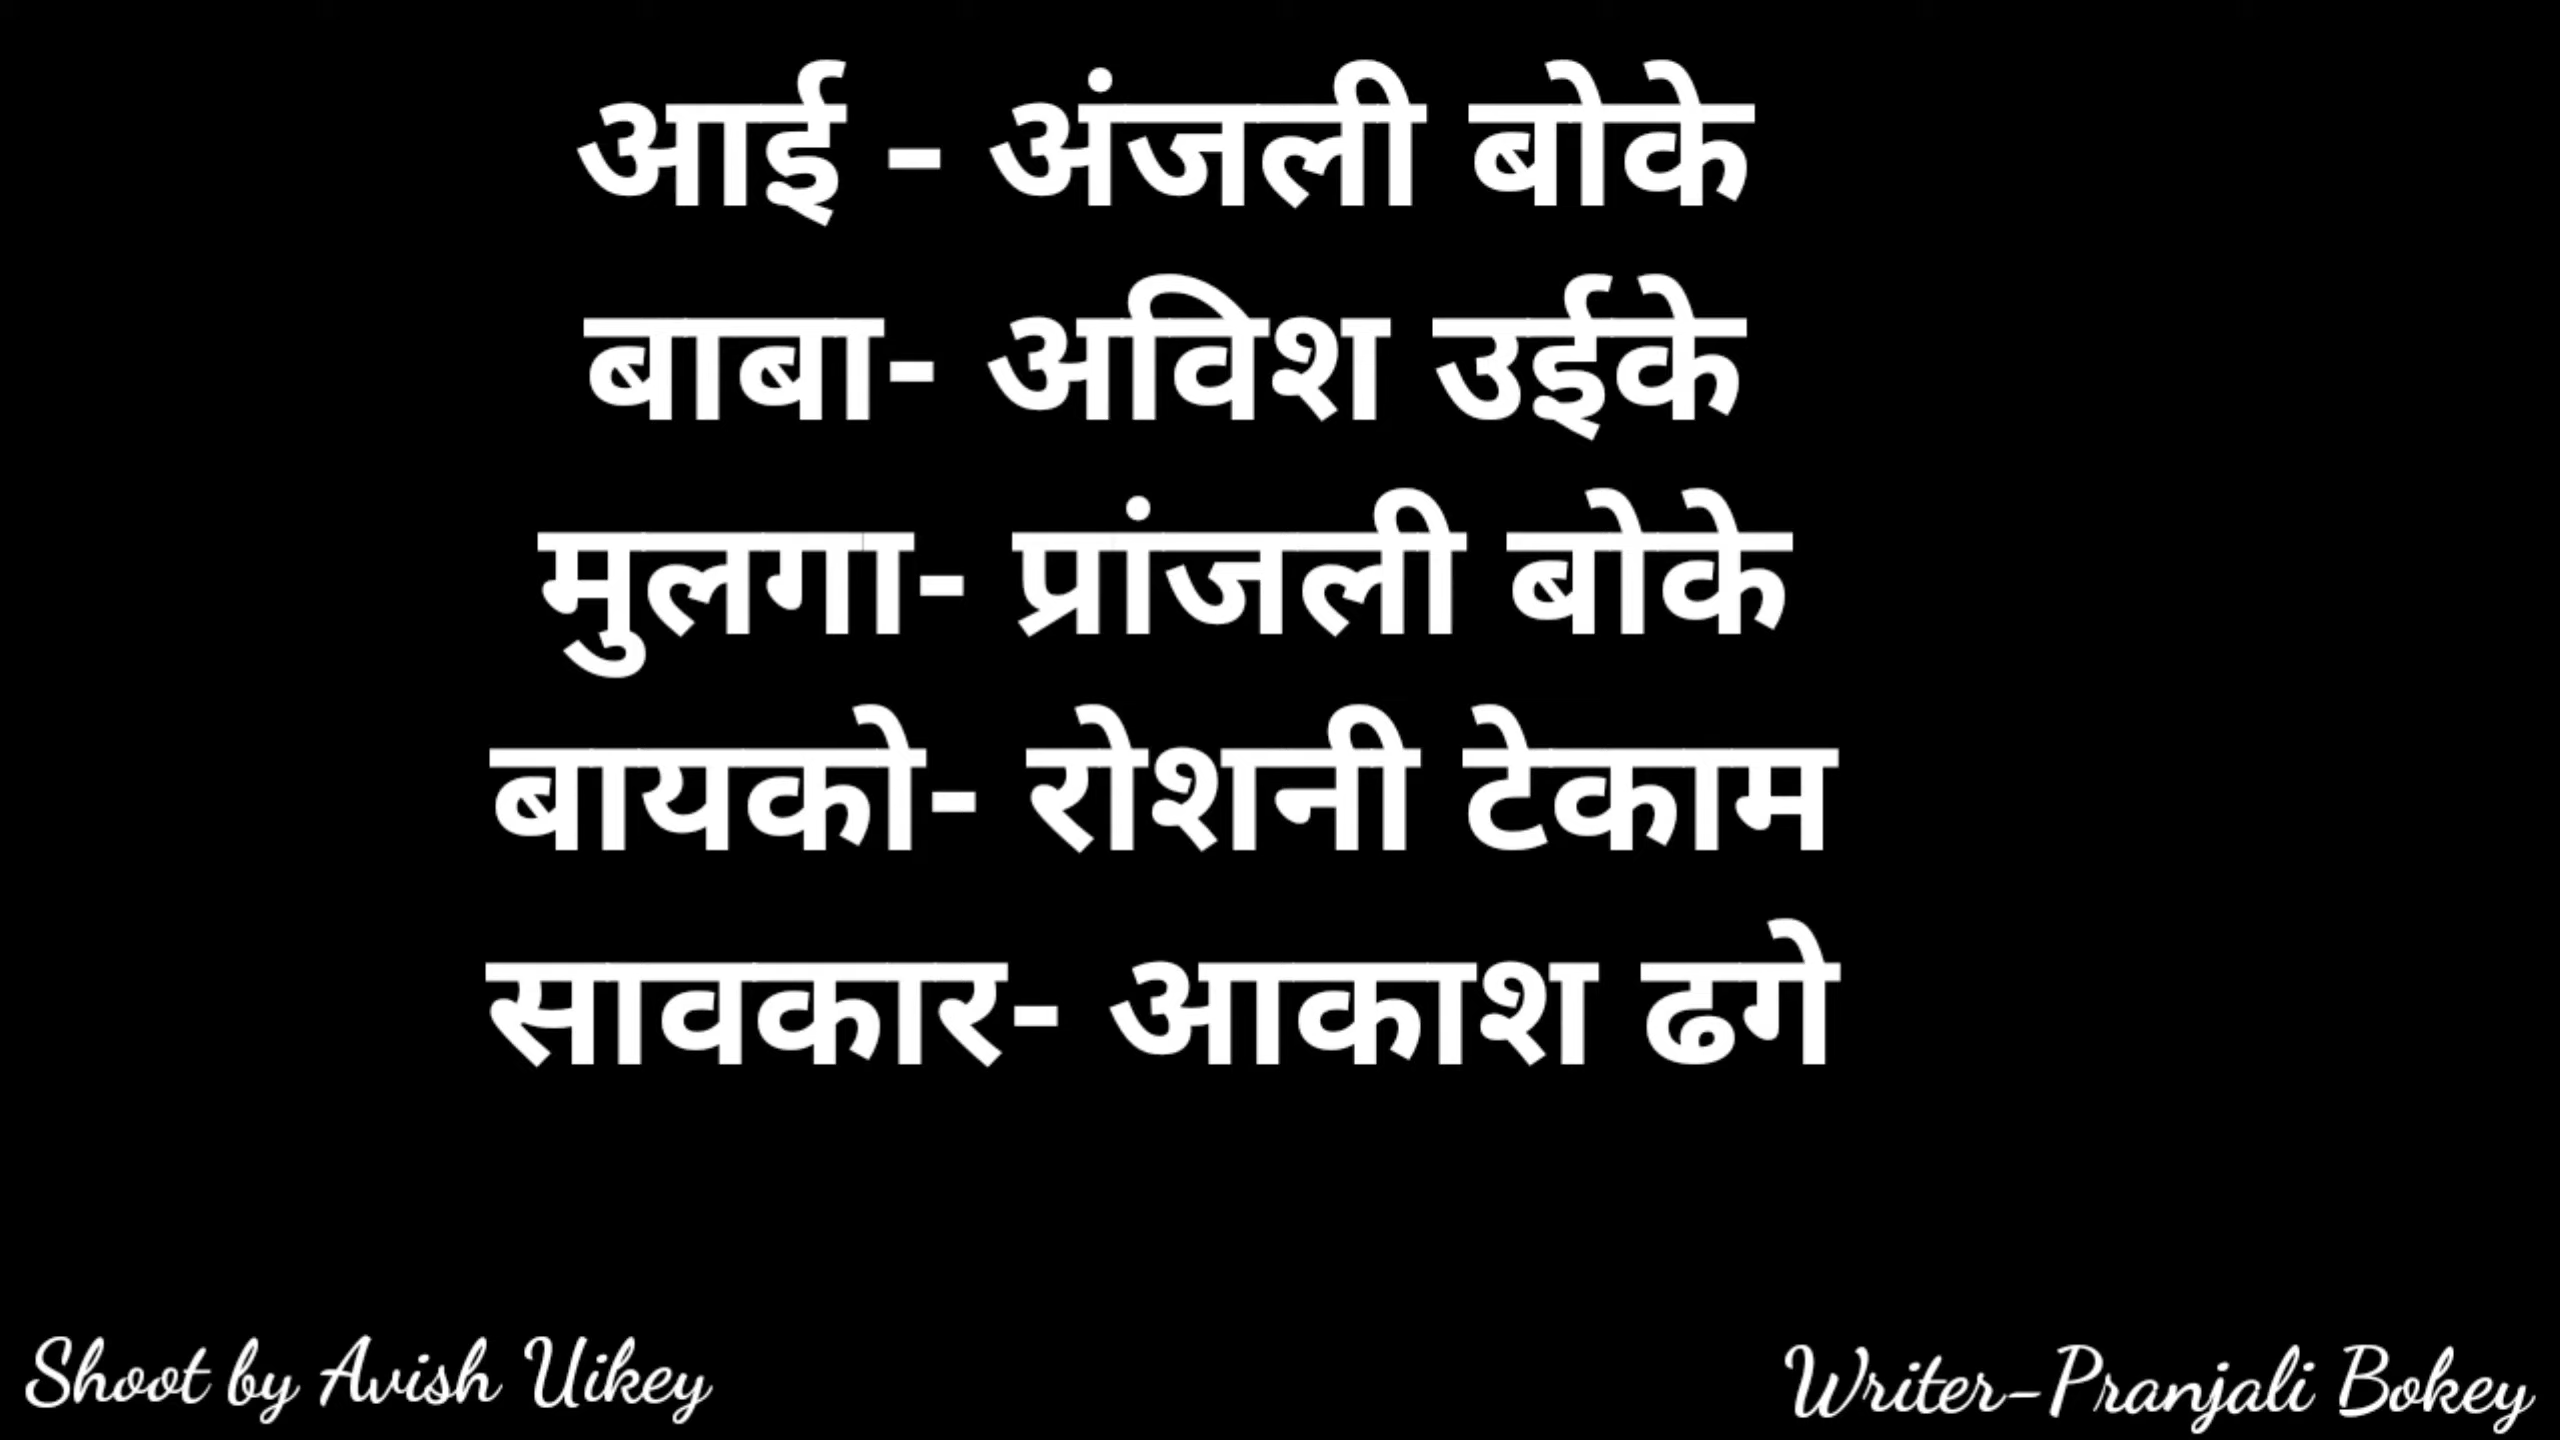 आई - अंजली बोके
बाबा- अविश उईके
मुलगा- प्रांजली बोके
बायको- रोशनी टेकाम
सावकार- आकाश ढगे
Shoot by Avish Uikey
Writer-Pranjali Bokey